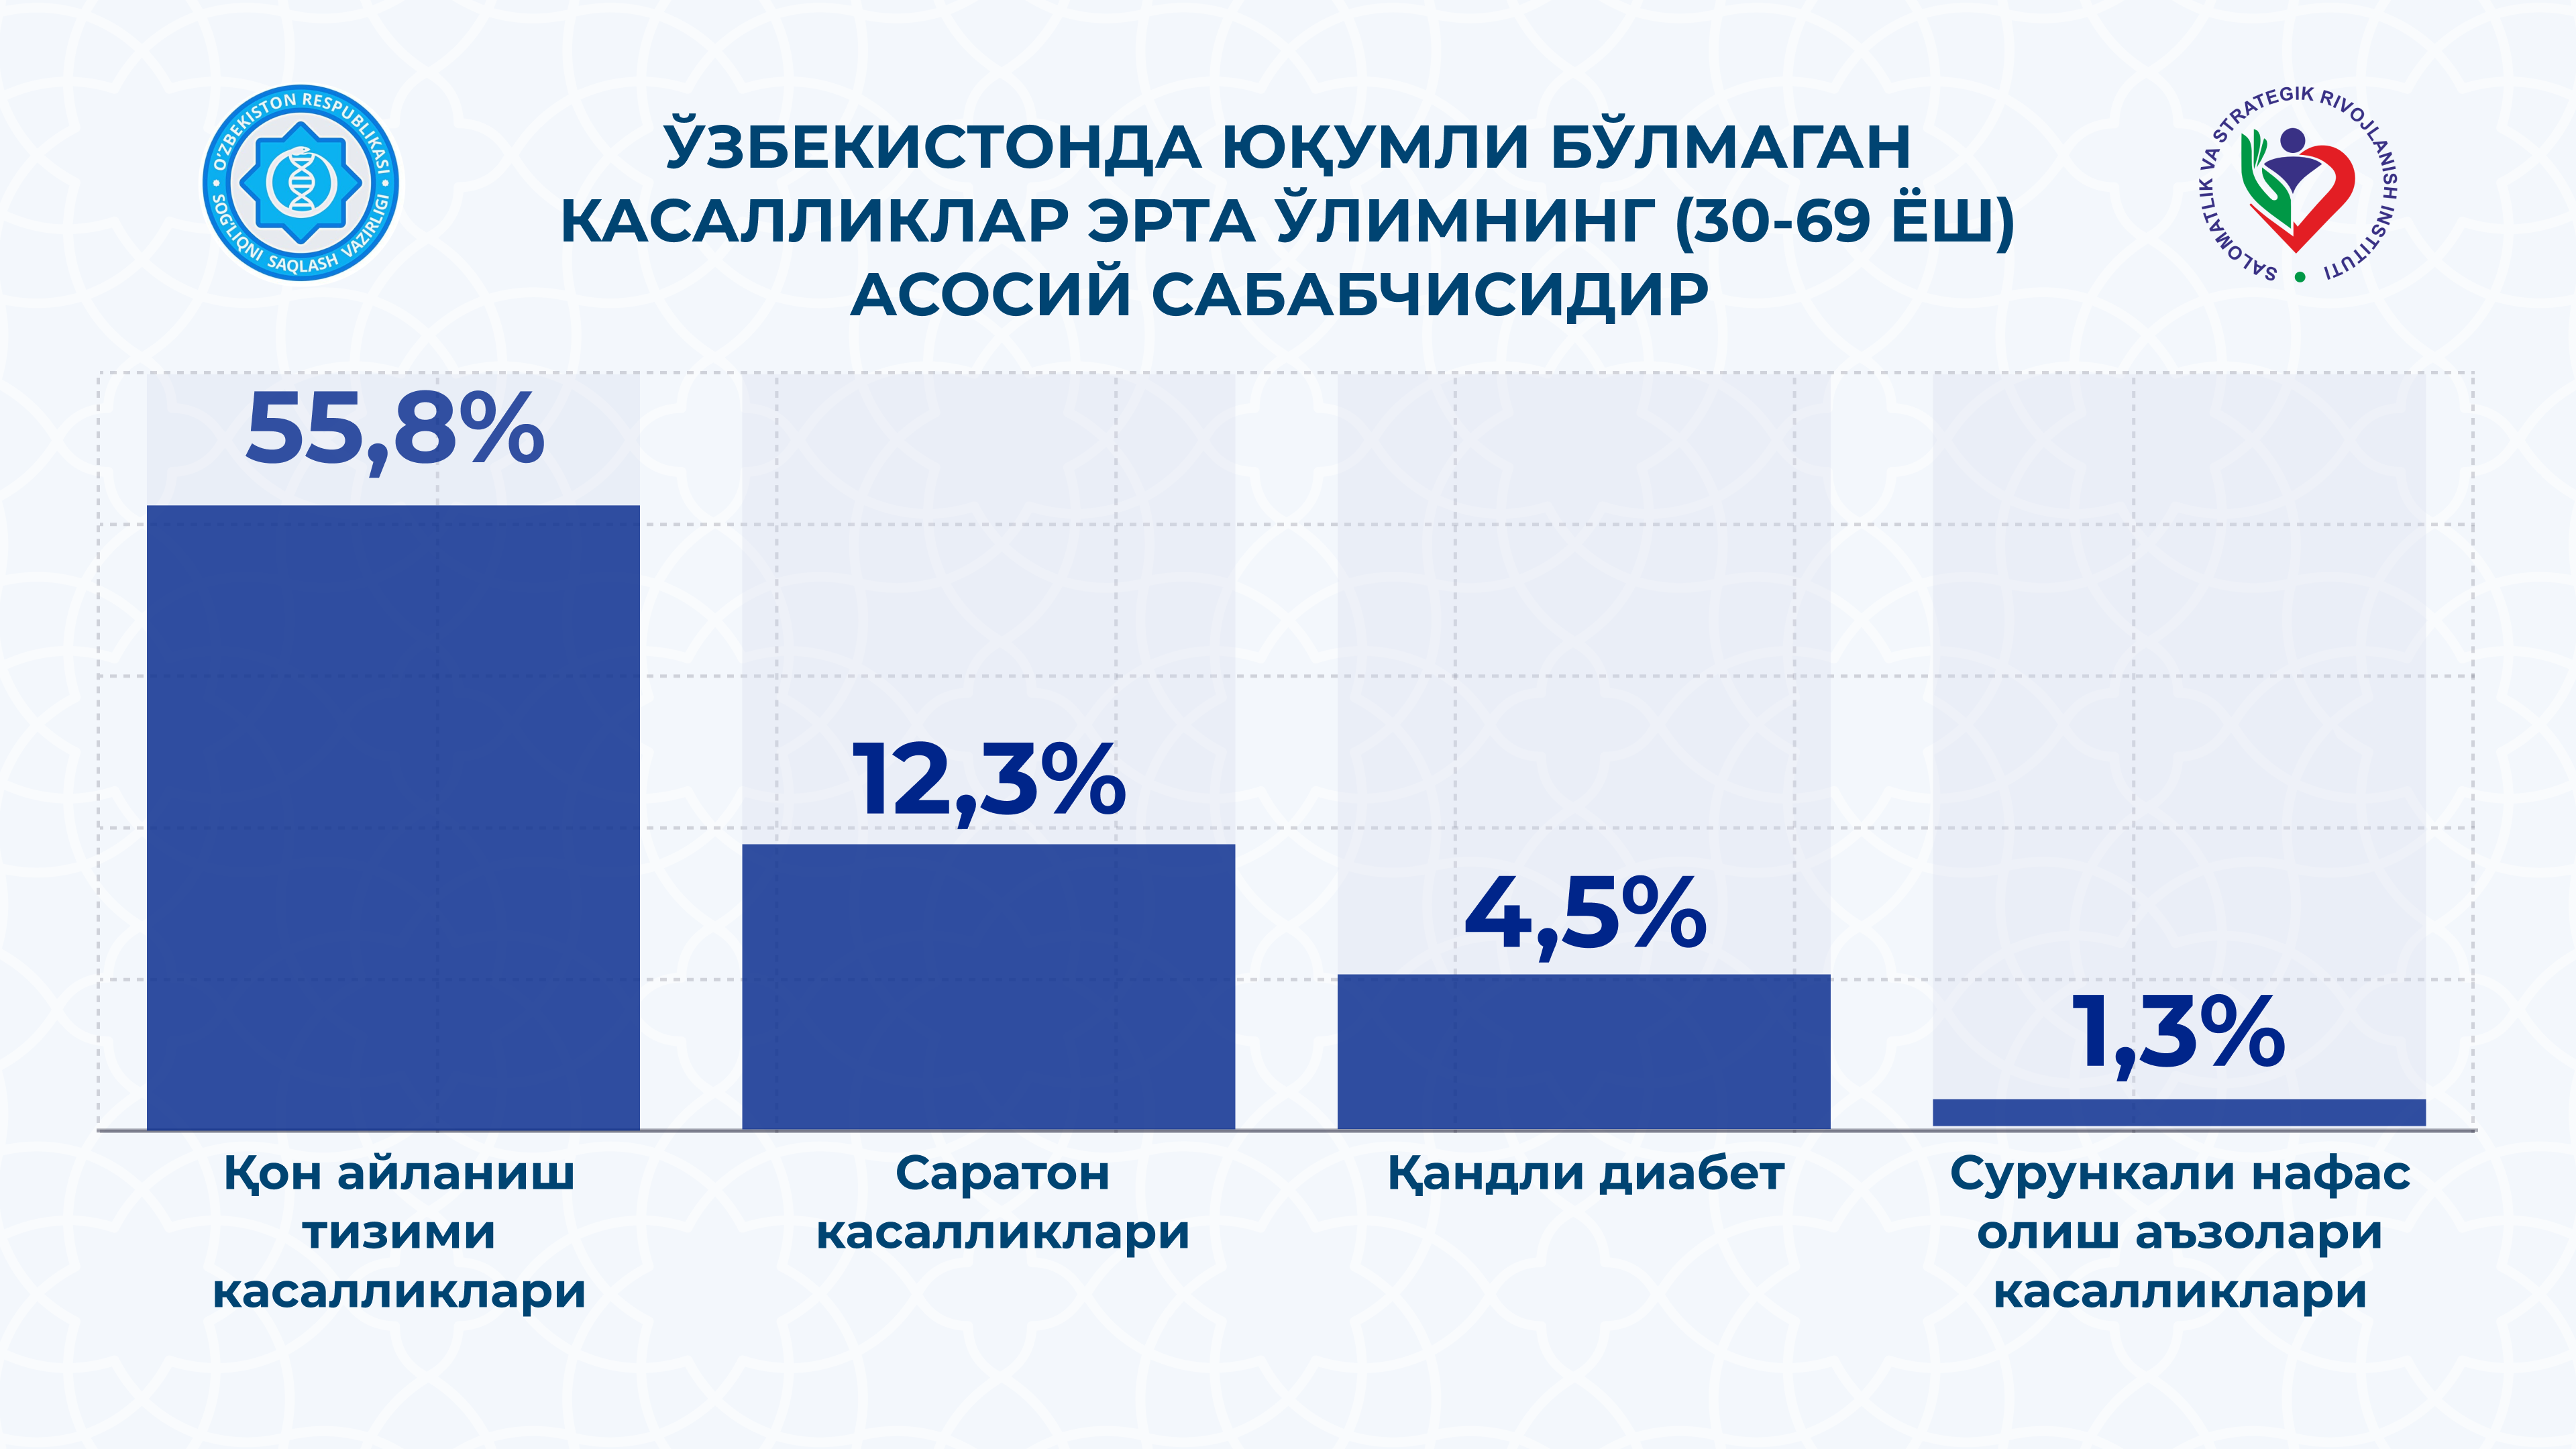 O'ZBEKISTON RESPUBLIKASI
SOG'LIQNI SAQLASH VAZIRLIGI
ЎЗБЕКИСТОНДА ЮҚУМЛИ БЎЛМАГАН
КАСАЛЛИКЛАР ЭРТА ЎЛИМНИНГ (30-69 ЁШ)
АСОСИЙ САБАБЧИСИДИР
SALOMATLIK VA STRATEGIK RIVOJLANISH INSTITUTI
55,8%
12,3%
4,5%
1,3%
Қон айланиш
тизими
касалликлари
Саратон
касалликлари
Қандли диабет
Сурункали нафас
олиш аъзолари
касалликлари